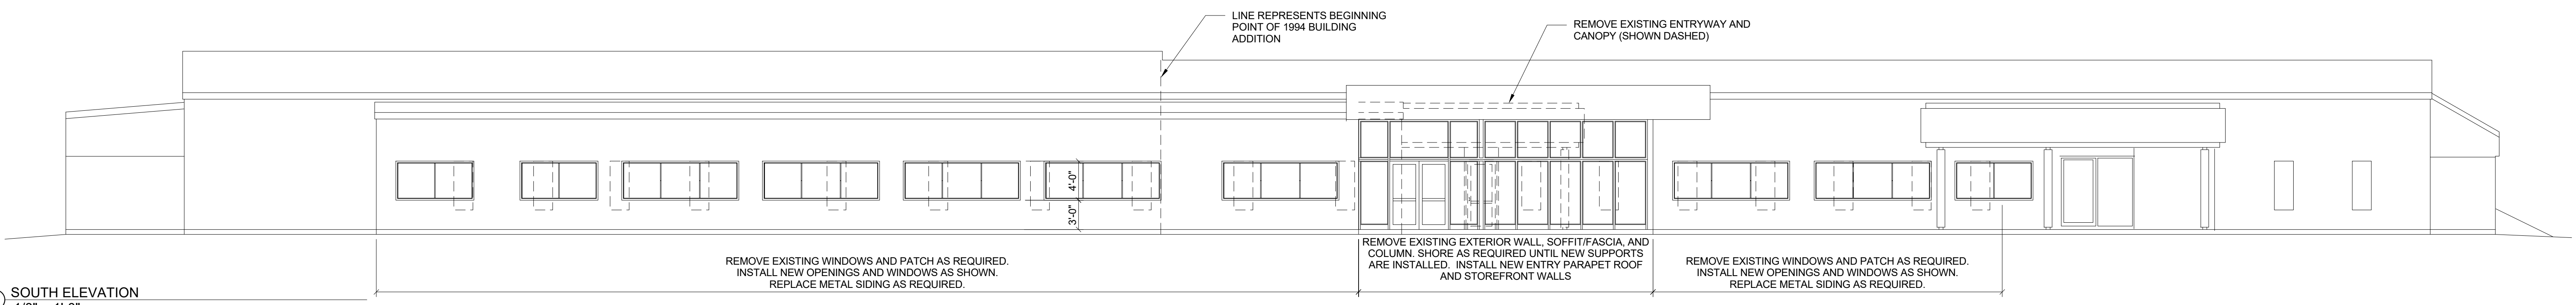 LINE REPRESENTS BEGINNING
POINT OF 1994 BUILDING
ADDITION
REMOVE EXISTING ENTRYWAY AND
CANOPY (SHOWN DASHED)
4'-0"
3'-0"
REMOVE EXISTING WINDOWS AND PATCH AS REQUIRED.
INSTALL NEW OPENINGS AND WINDOWS AS SHOWN.
REPLACE METAL SIDING AS REQUIRED.
REMOVE EXISTING EXTERIOR WALL, SOFFIT/FASCIA, AND
COLUMN. SHORE AS REQUIRED UNTIL NEW SUPPORTS
ARE INSTALLED. INSTALL NEW ENTRY PARAPET ROOF
AND STOREFRONT WALLS
REMOVE EXISTING WINDOWS AND PATCH AS REQUIRED.
INSTALL NEW OPENINGS AND WINDOWS AS SHOWN.
REPLACE METAL SIDING AS REQUIRED.
SOUTH ELEVATION